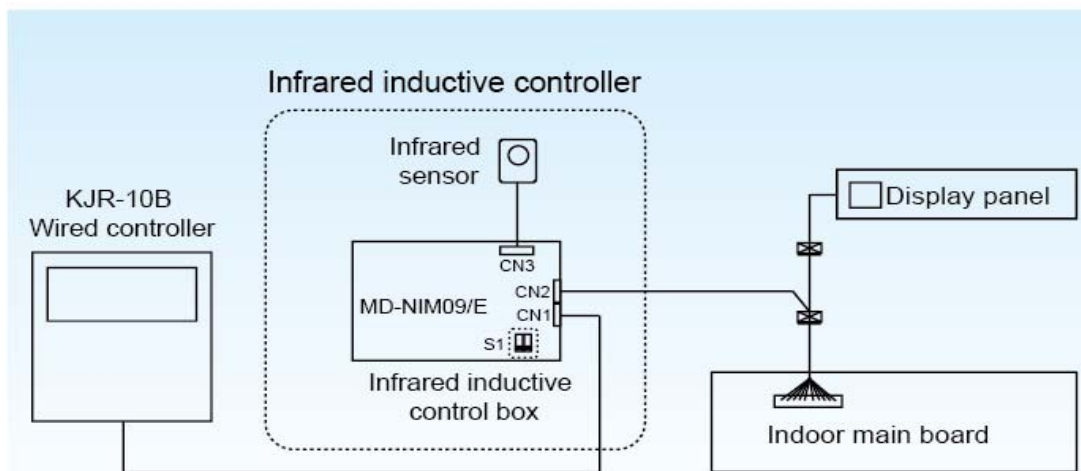 Infrared inductive controller
Infrared
sensor
KJR-10B
Wired controller
Display panel
CN3
MD-NIM09/E
CN2
CN1
S1
Infrared inductive
control box
Indoor main board